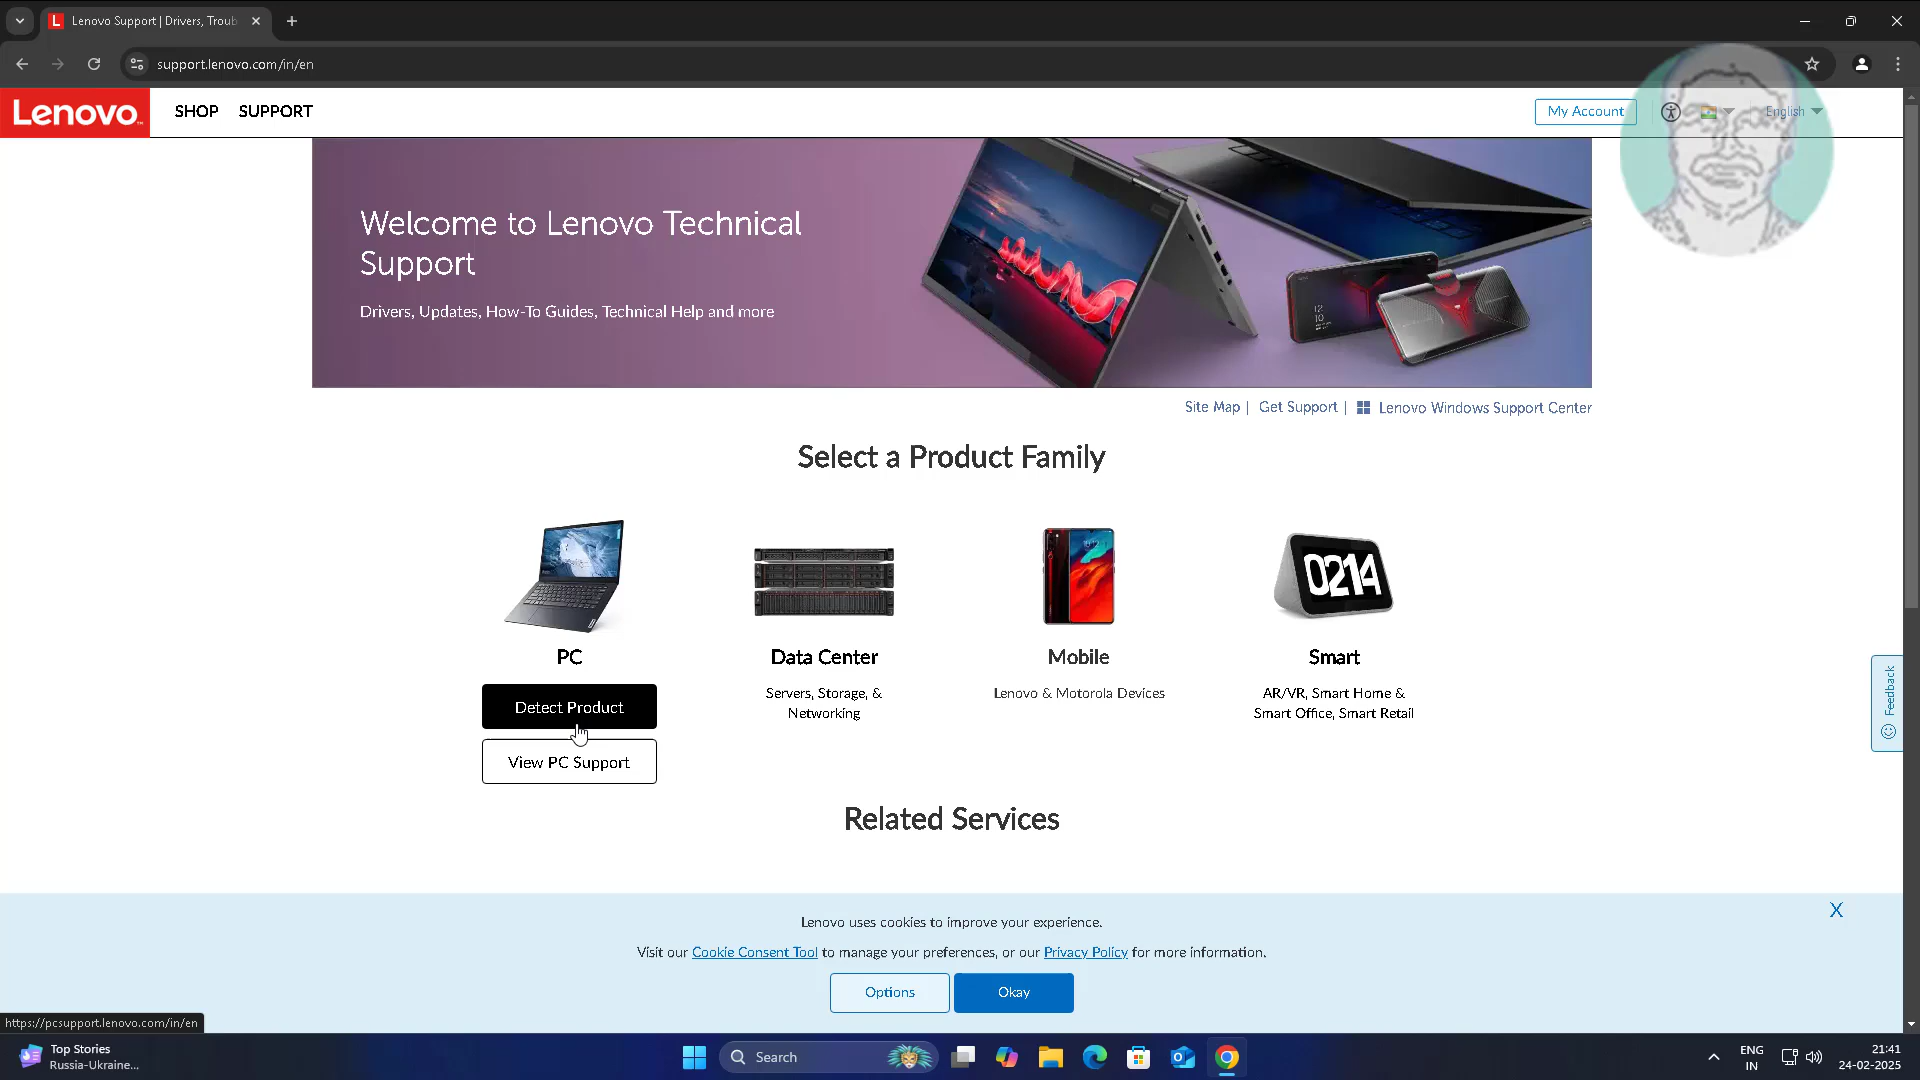 Lenovo Support | Drivers, Troub
support.lenovo.com/in/en
Lenovo
SHOP
SUPPORT
My Account
English
Welcome to Lenovo Technical
Support
Drivers, Updates, How-To Guides, Technical Help and more
Site Map | Get Support | Lenovo Windows Support Center
Select a Product Family
0214
PC
Data Center
Mobile
Smart
Detect Product
View PC Support
Servers, Storage, &
Networking
Lenovo & Motorola Devices
AR/VR, Smart Home &
Smart Office, Smart Retail
Feedback
Related Services
Lenovo uses cookies to improve your experience.
X
Visit our Cookie Consent Tool to manage your preferences, or our Privacy Policy for more information.
Options
Okay
https://pcsupport.lenovo.com/in/en
Top Stories
Russia-Ukraine...
Search
ENG
IN
21:41
24-02-2025